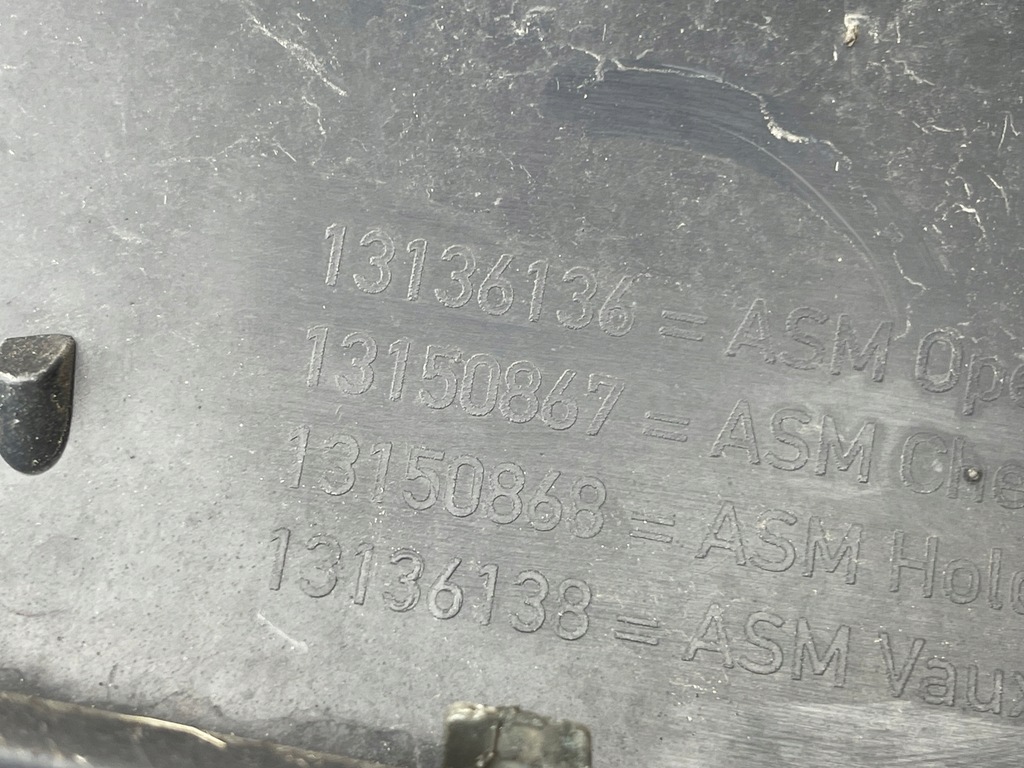 13136136 = ASM Ope
13150867 = ASM Che
13150868 = ASM Hol
13136138 = ASM Vaux